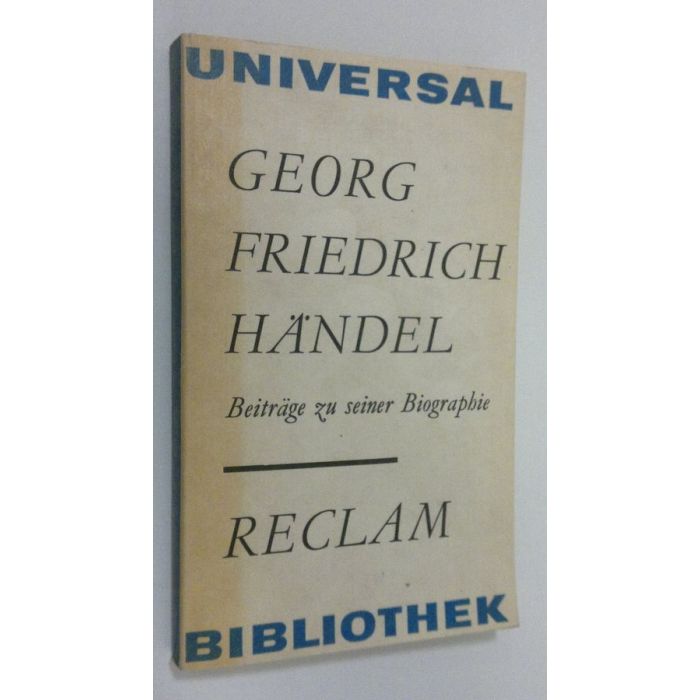 UNIVERSAL
GEORG
FRIEDRICH
HÄNDEL
Beiträge zu seiner Biographie
RECLAM
BIBLIOTHEK